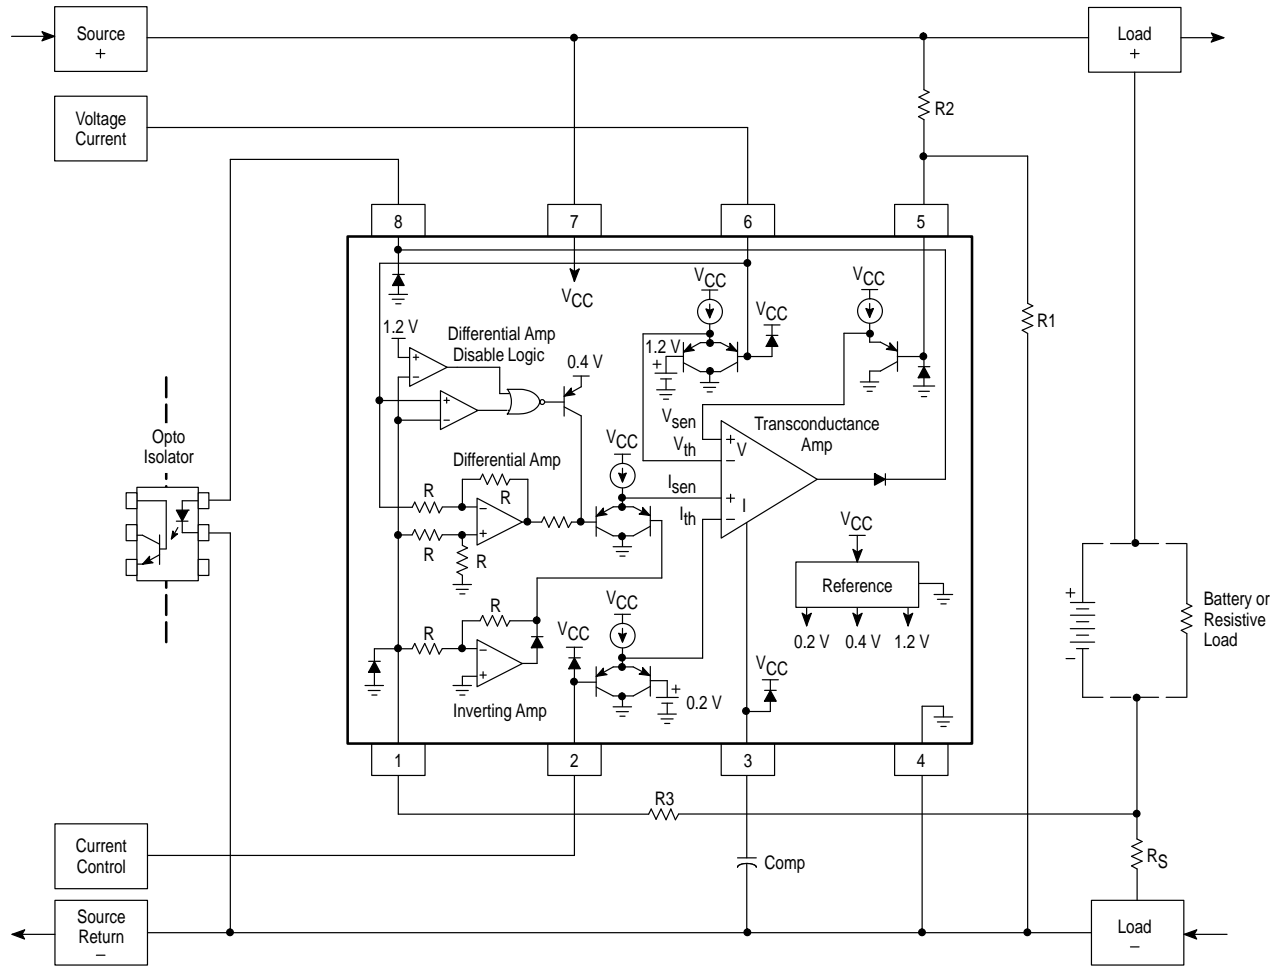 Source
+
Load
+
Voltage
Current
R2
8
7
6
5
VCC
VCC
VCC
VCC
1.2 V
Differential Amp
Disable Logic
0.4 V
1.2 V
+
R1
+
−
+
−
Vsen
Vth
Transconductance
Amp
+
V
−
Opto
Isolator
VCC
Differential Amp
R
R
−
+
R
R
Isen
Ith
+
I
−
VCC
Reference
0.2 V
0.4 V
1.2 V
+
−
Battery or
Resistive
Load
R
R
−
+
Inverting Amp
VCC
VCC
+
0.2 V
VCC
1
2
3
4
R3
Current
Control
Comp
RS
Source
Return
−
Load
−